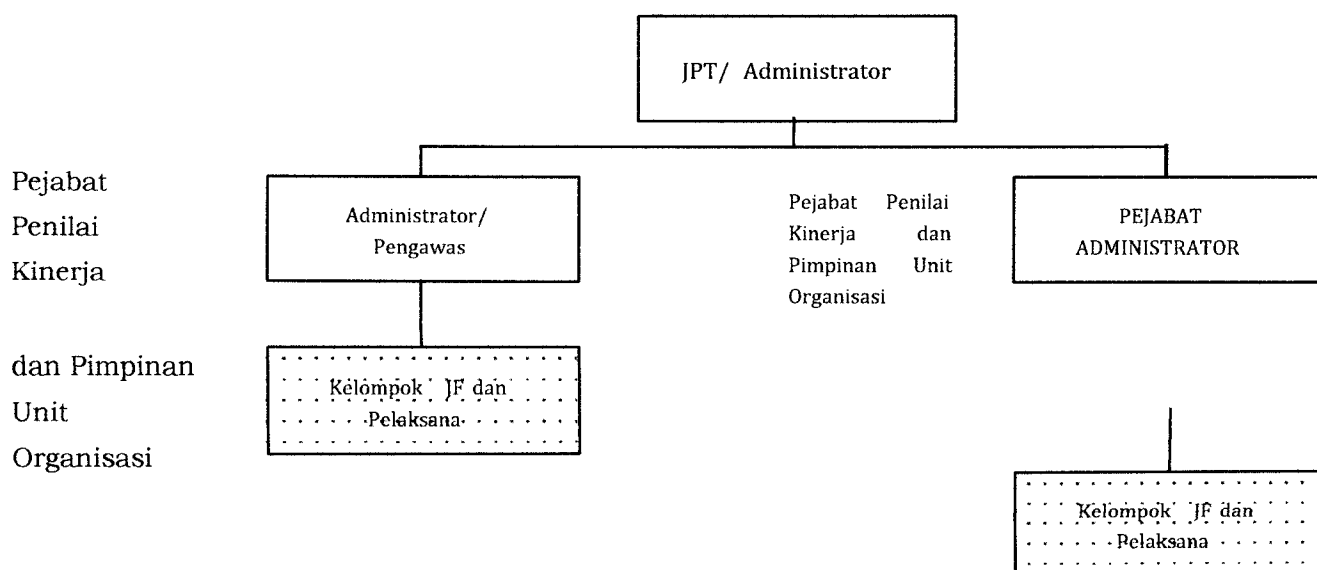 JPT/ Administrator
Pejabat
Penilai
Kinerja
dan Pimpinan
Unit
Organisasi
Administrator/
Pengawas
Kelompok JF dan
Pelaksana
Pejabat Penilai
Kinerja dan
Pimpinan Unit
Organisasi
PEJABAT
ADMINISTRATOR
Kelompok JF dan
Pelaksana